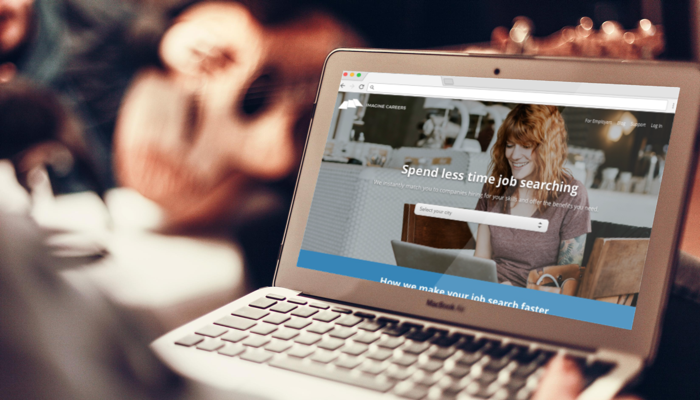 IMAGINE CAREERS
For Employers Blog Support Log In
Spend less time job searching
We instantly match you to companies hiring for your skills and offer the benefits you need.
Select your city
How we make your job search faster
MacBook Air